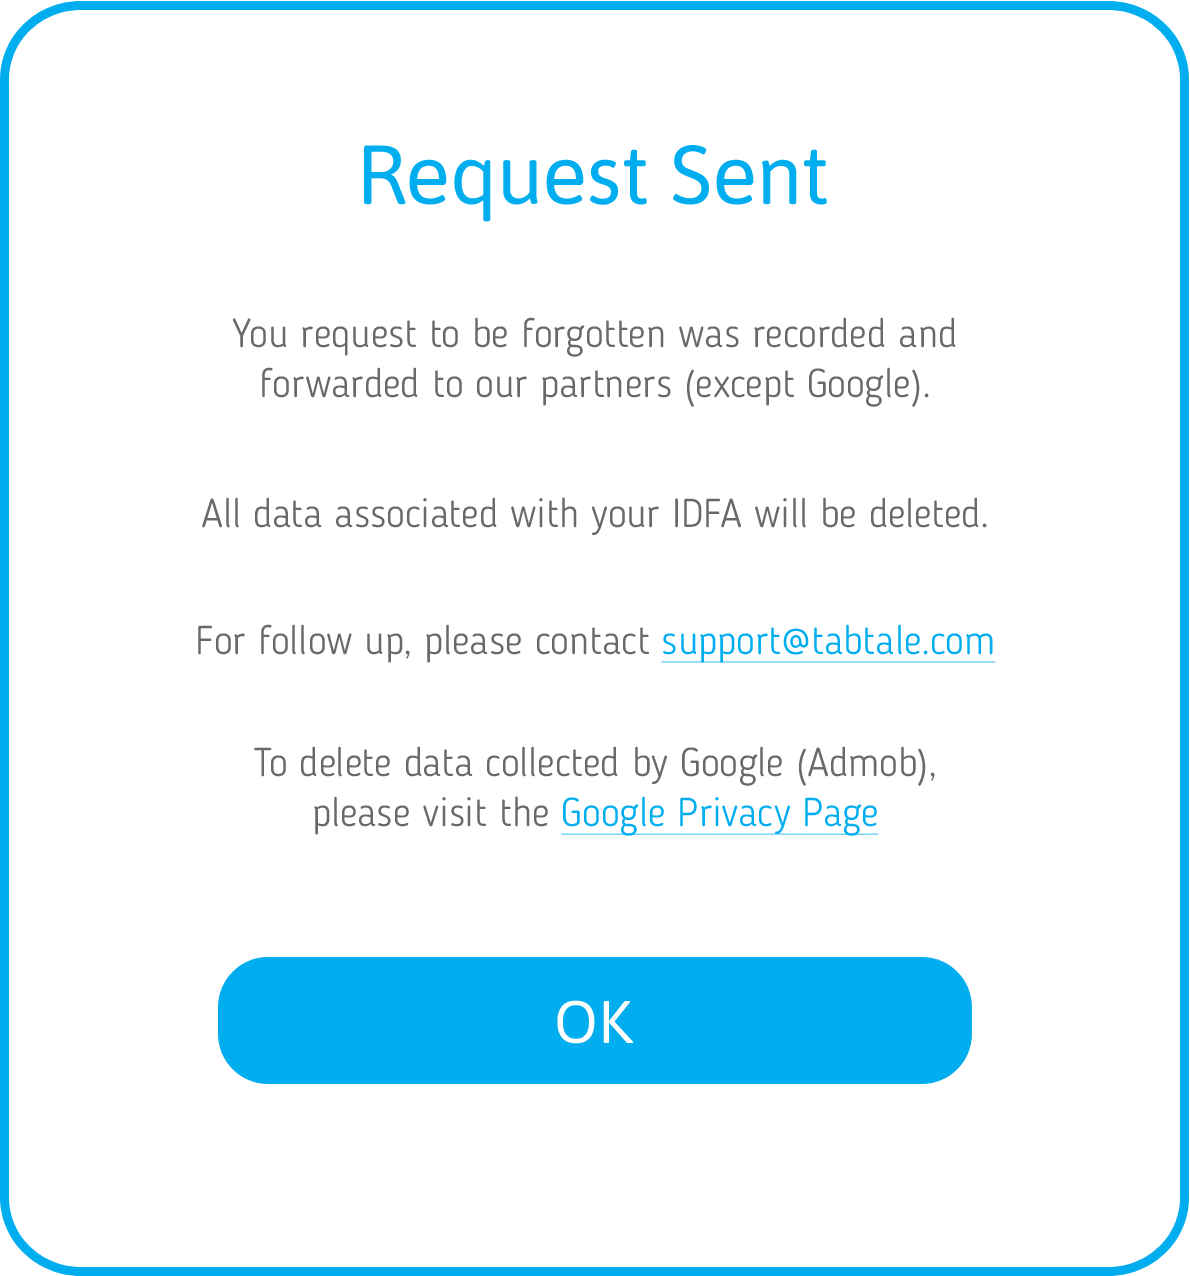 Request Sent
You request to be forgotten was recorded and
forwarded to our partners (except Google).
All data associated with your IDFA will be deleted.
For follow up, please contact support@tabtale.com
To delete data collected by Google (Admob),
please visit the Google Privacy Page
OK